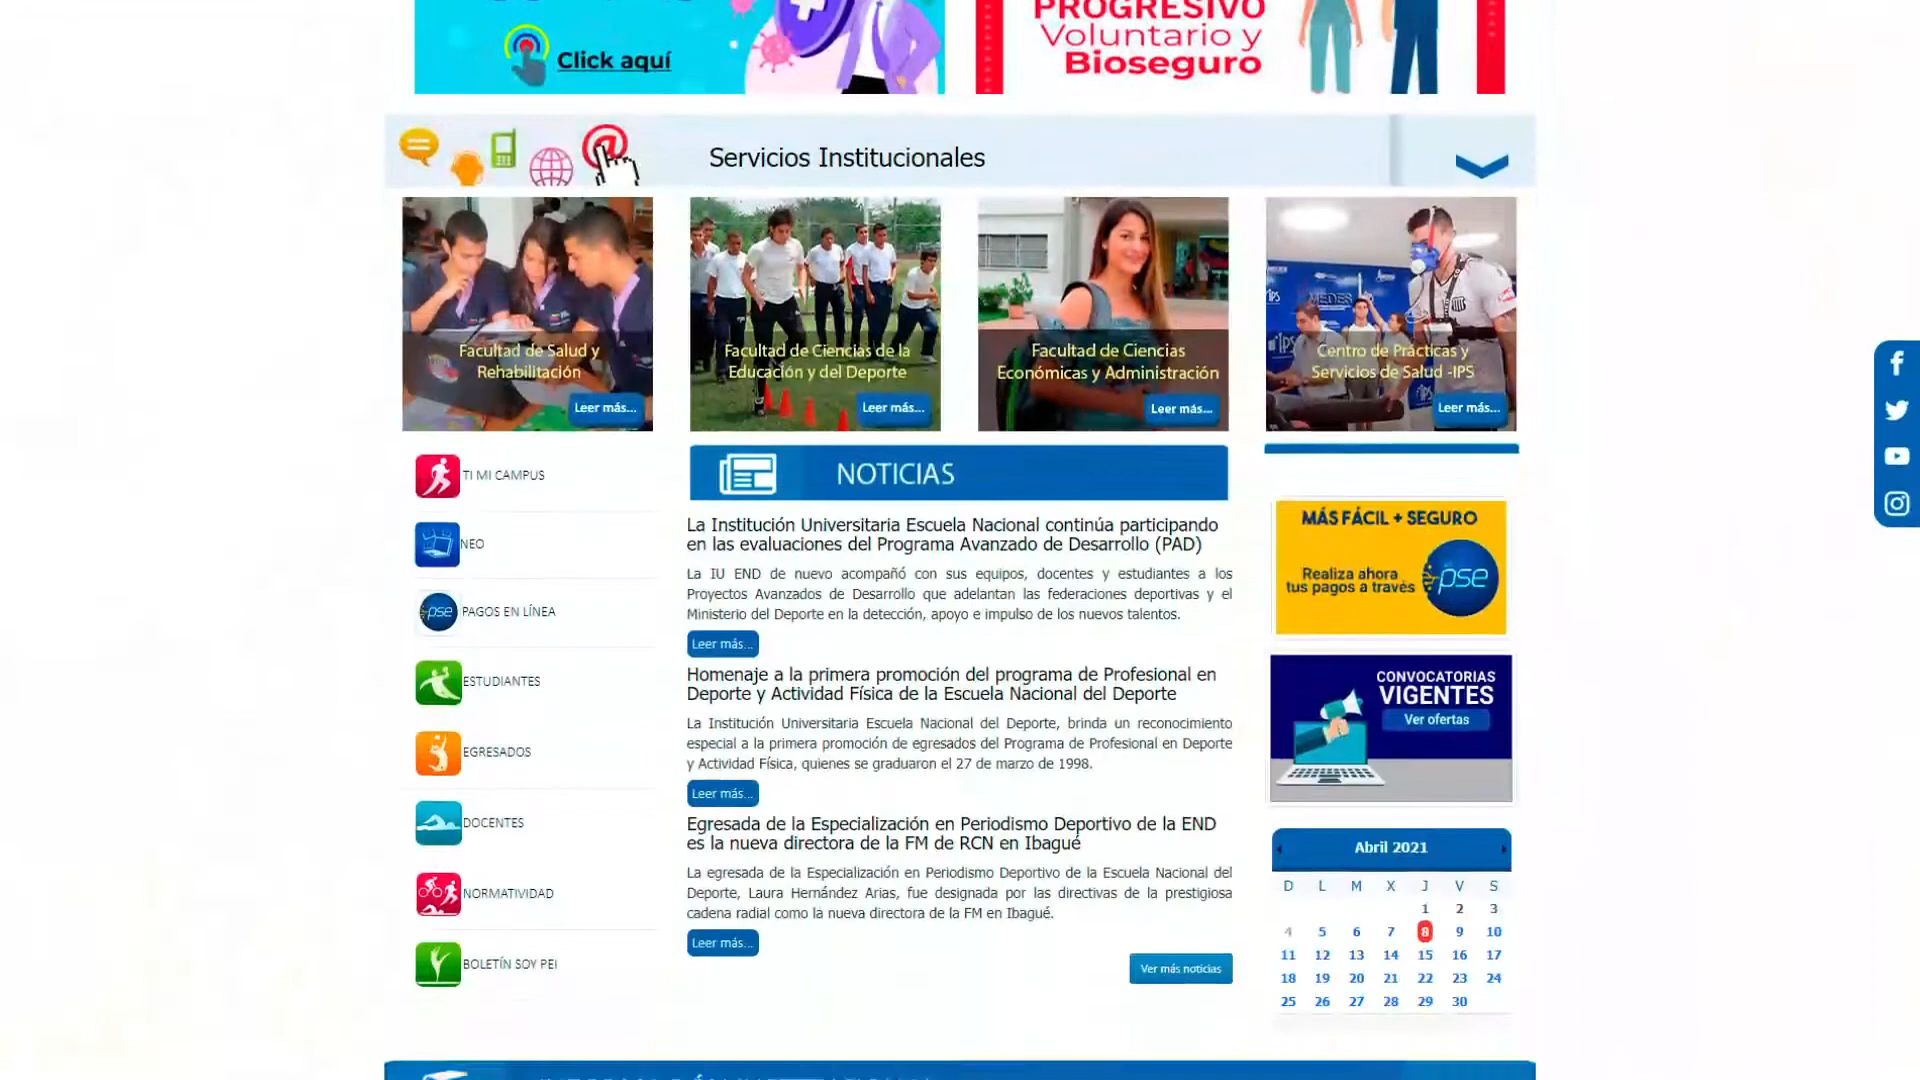 PROGRESIVO
Voluntario y
Bioseguro
Click aquí
Servicios Institucionales
Facultad de Salud y
Rehabilitación
Leer más...
Facultad de Ciencias de la
Educación y del Deporte
Leer más...
Facultad de Ciencias
Económicas y Administración
Leer más...
Centro de Prácticas y
Servicios de Salud -IPS
Leer más...
TI MI CAMPUS
NEO
pse
PAGOS EN LÍNEA
ESTUDIANTES
EGRESADOS
DOCENTES
NORMATIVIDAD
BOLETÍN SOY PEI
NOTICIAS
La Institución Universitaria Escuela Nacional continúa participando
en las evaluaciones del Programa Avanzado de Desarrollo (PAD)
La IU END de nuevo acompañó con sus equipos, docentes y estudiantes a los
Proyectos Avanzados de Desarrollo que adelantan las federaciones deportivas y el
Ministerio del Deporte en la detección, apoyo e impulso de los nuevos talentos.
Leer más...
Homenaje a la primera promoción del programa de Profesional en
Deporte y Actividad Física de la Escuela Nacional del Deporte
La Institución Universitaria Escuela Nacional del Deporte, brinda un reconocimiento
especial a la primera promoción de egresados del Programa de Profesional en Deporte
y Actividad Física, quienes se graduaron el 27 de marzo de 1998.
Leer más...
Egresada de la Especialización en Periodismo Deportivo de la END
es la nueva directora de la FM de RCN en Ibagué
La egresada de la Especialización en Periodismo Deportivo de la Escuela Nacional del
Deporte, Laura Hernández Arias, fue designada por las directivas de la prestigiosa
cadena radial como la nueva directora de la FM en Ibagué.
Leer más...
Ver más noticias
MÁS FÁCIL + SEGURO
Realiza ahora
tus pagos a través
pse
CONVOCATORIAS
VIGENTES
Ver ofertas
Abril 2021
D L M X J V S
1 2 3
4 5 6 7 8 9 10
11 12 13 14 15 16 17
18 19 20 21 22 23 24
25 26 27 28 29 30